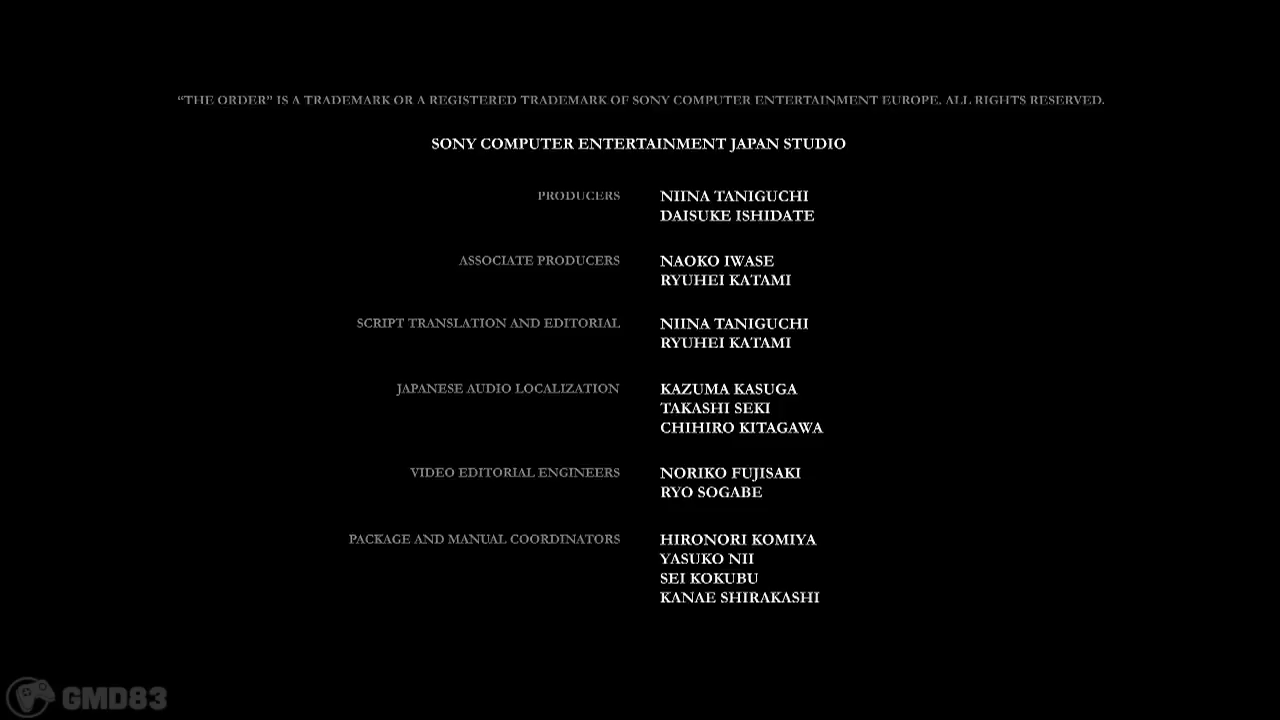 “THE ORDER” IS A TRADEMARK OR A REGISTERED TRADEMARK OF SONY COMPUTER ENTERTAINMENT EUROPE. ALL RIGHTS RESERVED.
SONY COMPUTER ENTERTAINMENT JAPAN STUDIO
PRODUCERS NIINA TANIGUCHI
DAISUKE ISHIDATE
ASSOCIATE PRODUCERS NAOKO IWASE
RYUHEI KATAMI
SCRIPT TRANSLATION AND EDITORIAL NIINA TANIGUCHI
RYUHEI KATAMI
JAPANESE AUDIO LOCALIZATION KAZUMA KASUGA
TAKASHI SEKI
CHIHIRO KITAGAWA
VIDEO EDITORIAL ENGINEERS NORIKO FUJISAKI
RYO SOGABE
PACKAGE AND MANUAL COORDINATORS HIRONORI KOMIYA
YASUKO NII
SEI KOKUBU
KANAE SHIRAKASHI
GMD83